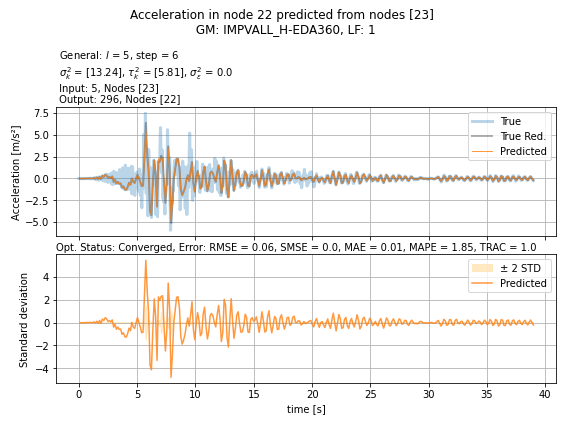 Acceleration in node 22 predicted from nodes [23]
GM: IMPVALL_H-EDA360, LF: 1
General: l = 5, step = 6
σ²ₖ = [13.24], τ²ₖ = [5.81], σ²ε = 0.0
Input: 5, Nodes [23]
Output: 296, Nodes [22]
Acceleration [m/s²]
7.5
5.0
2.5
0.0
−2.5
−5.0
True
True Red.
Predicted
Opt. Status: Converged, Error: RMSE = 0.06, SMSE = 0.0, MAE = 0.01, MAPE = 1.85, TRAC = 1.0
Standard deviation
4
2
0
−2
−4
± 2 STD
Predicted
0 5 10 15 20 25 30 35 40
time [s]